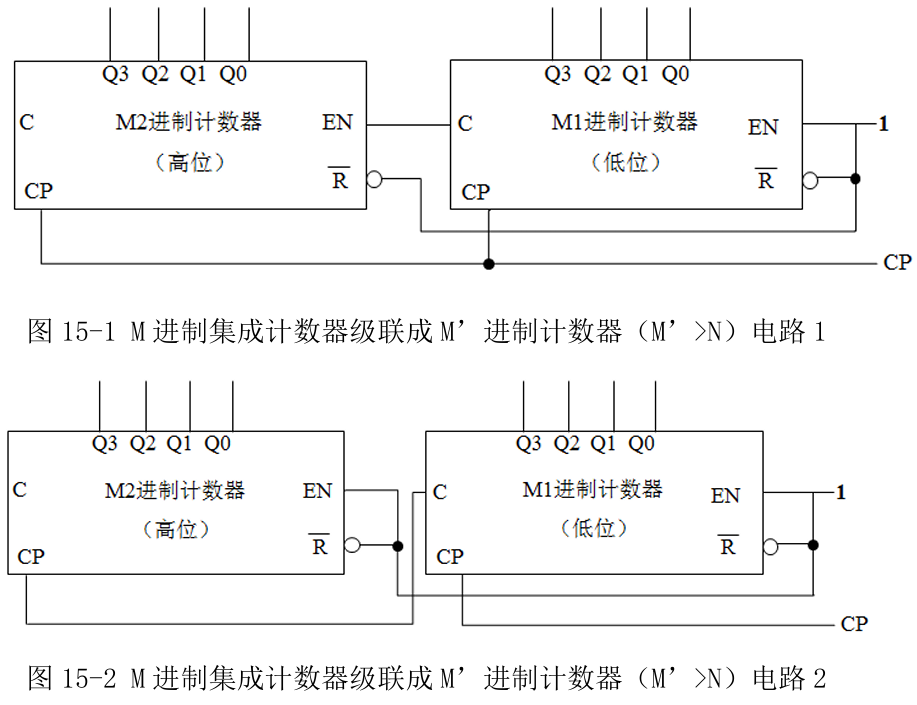 Q3 Q2 Q1 Q0 Q3 Q2 Q1 Q0
C M2进制计数器 EN C M1进制计数器 EN 1
（高位） R （低位） R
CP CP
CP
图 15-1 M 进制集成计数器级联成M’进制计数器（M’>N）电路1
Q3 Q2 Q1 Q0 Q3 Q2 Q1 Q0
C M2进制计数器 EN C M1进制计数器 EN 1
（高位） R （低位） R
CP CP
CP
图 15-2 M 进制集成计数器级联成M’进制计数器（M’>N）电路2